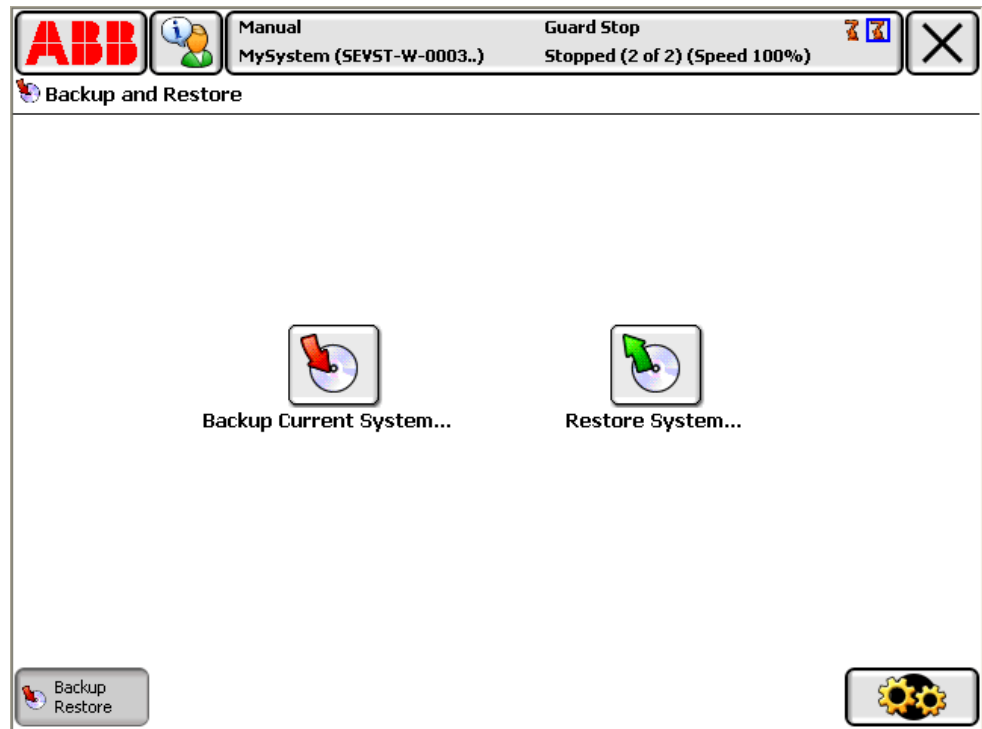 ABB
Manual
MySystem (SEVST-W-0003..)
Guard Stop
Stopped (2 of 2) (Speed 100%)
Backup and Restore
Backup Current System...
Restore System...
Backup
Restore